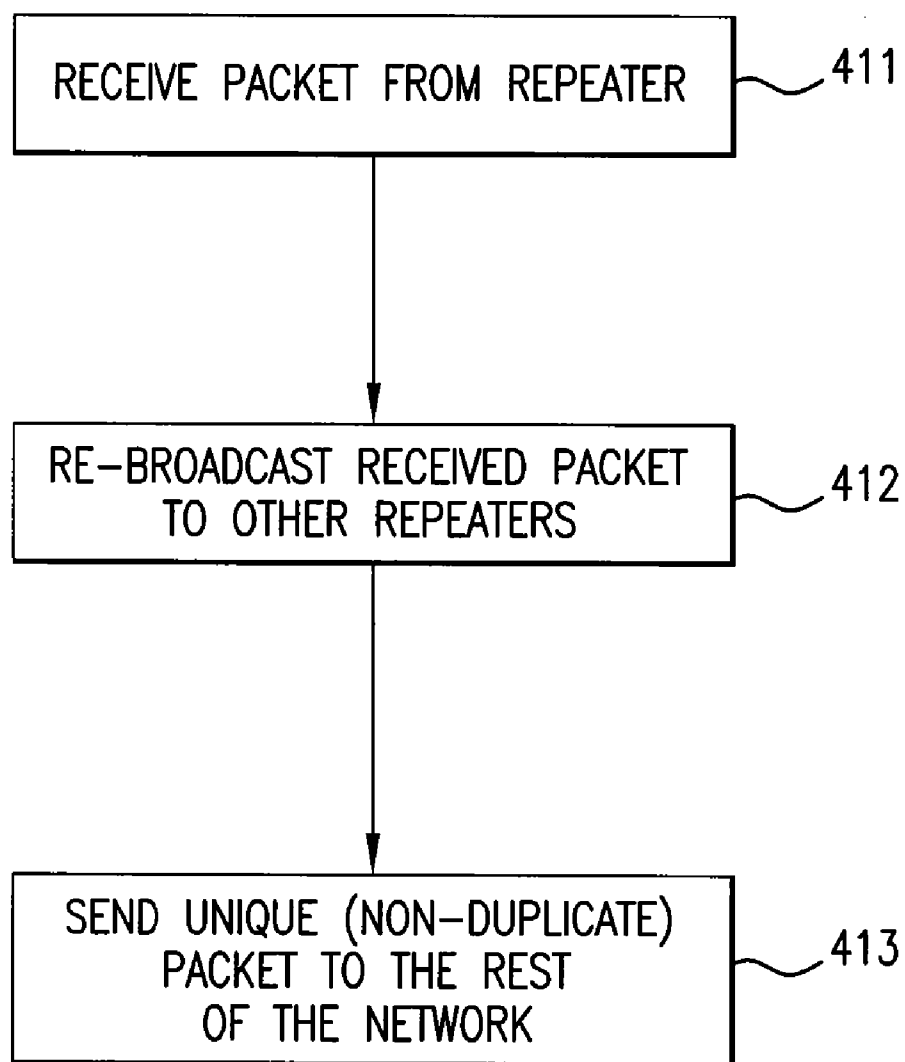 RECEIVE PACKET FROM REPEATER
411
RE-BROADCAST RECEIVED PACKET
TO OTHER REPEATERS
412
SEND UNIQUE (NON-DUPLICATE)
PACKET TO THE REST
OF THE NETWORK
413